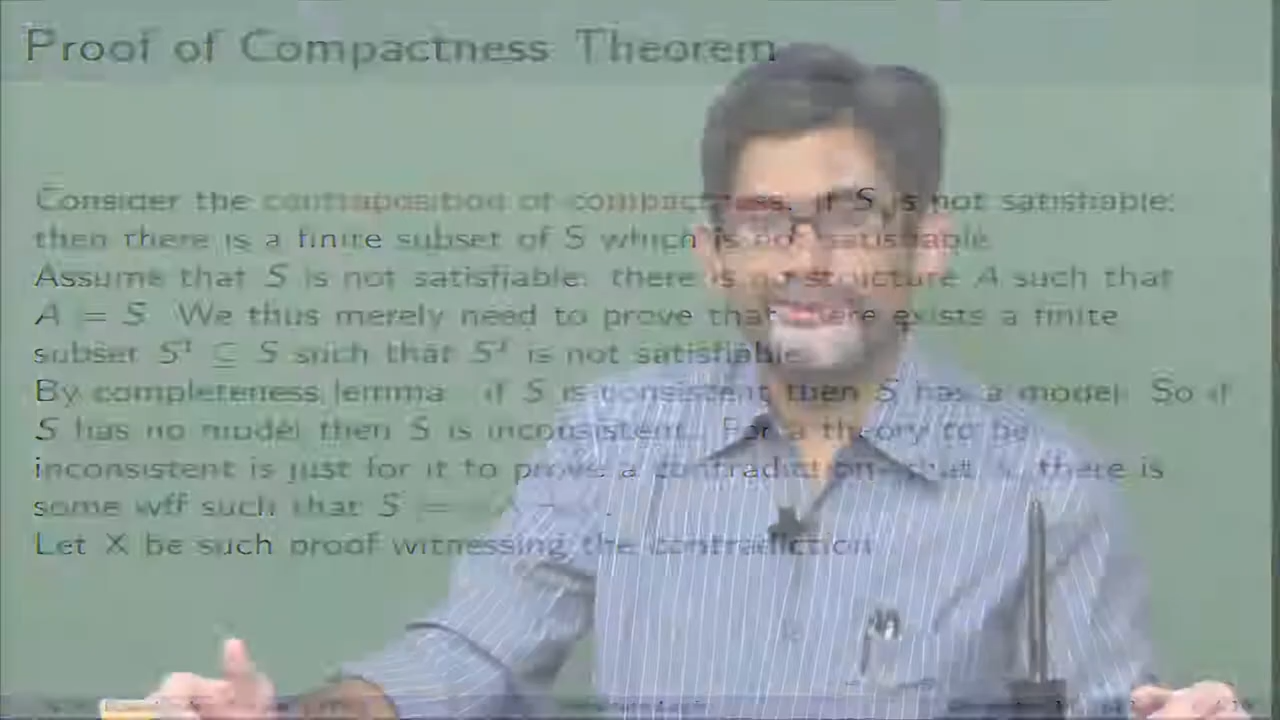 Proof of Compactness Theorem
Consider the contraposition of compactness: if S is not satisfiable;
then there is a finite subset of S which is not satisfiable
Assume that S is not satisfiable: there is no structure A such that
A ⊨ S We thus merely need to prove that there exists a finite
subset S¹ ⊆ S such that S¹ is not satisfiable.
By completeness lemma if S is consistent then S has a model. So if
S has no model then S is inconsistent. For a theory to be
inconsistent is just for it to prove a contradiction—that is, there is
some wff such that S
Let X be such proof witnessing the contradiction